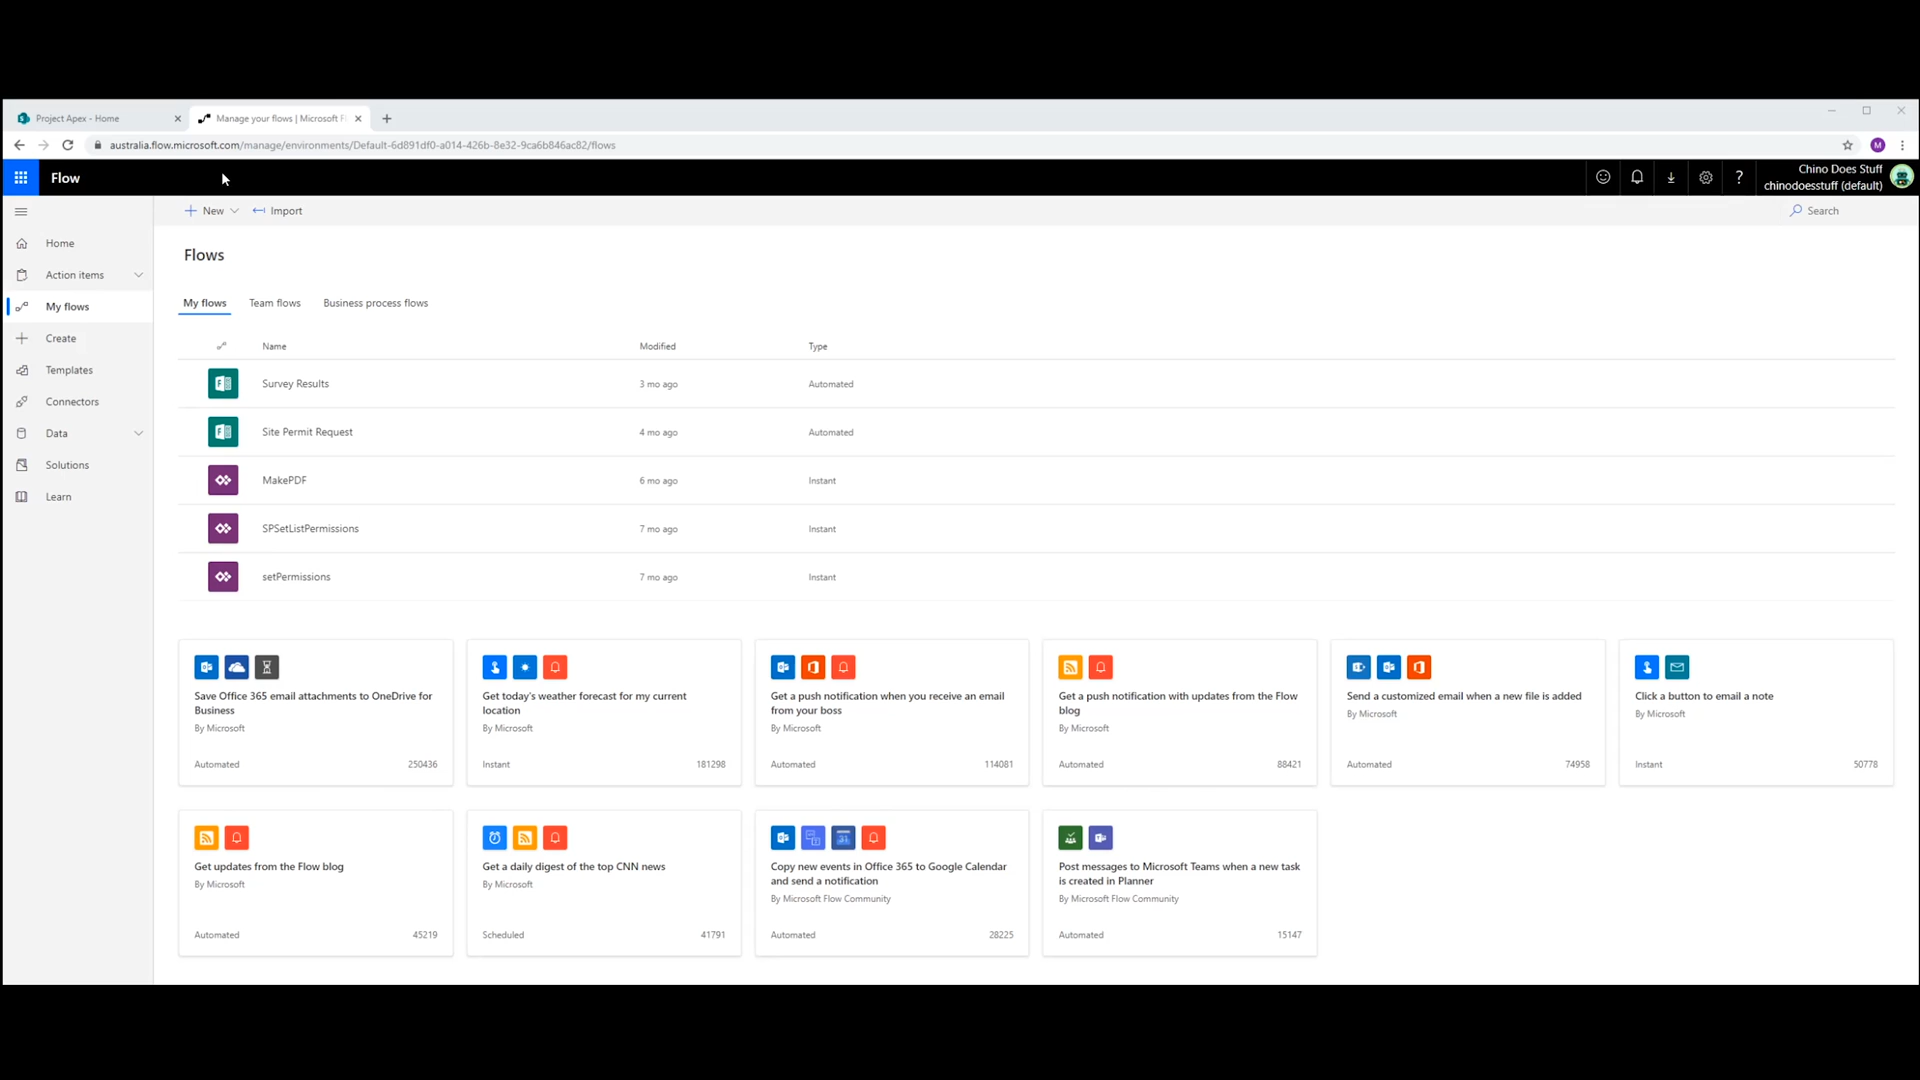 Project Apex - Home
Manage your flows | Microsoft Fl
australia.flow.microsoft.com/manage/environments/Default-6d891df0-a014-426b-8e32-9ca6b846ac82/flows
M
Flow
?
Chino Does Stuff
chinodoesstuff (default)
New
Import
Search
Home
Action items
My flows
Create
Templates
Connectors
Data
Solutions
Learn
Flows
My flows Team flows Business process flows
Name Modified Type
Survey Results 3 mo ago Automated
Site Permit Request 4 mo ago Automated
MakePDF 6 mo ago Instant
SPSetListPermissions 7 mo ago Instant
setPermissions 7 mo ago Instant
Save Office 365 email attachments to OneDrive for
Business
By Microsoft
Automated 250436
Get today's weather forecast for my current
location
By Microsoft
Instant 181298
Get a push notification when you receive an email
from your boss
By Microsoft
Automated 114081
Get a push notification with updates from the Flow
blog
By Microsoft
Automated 88421
Send a customized email when a new file is added
By Microsoft
Automated 74958
Click a button to email a note
By Microsoft
Instant 50778
Get updates from the Flow blog
By Microsoft
Automated 45219
Get a daily digest of the top CNN news
By Microsoft
Scheduled 41791
31
Copy new events in Office 365 to Google Calendar
and send a notification
By Microsoft Flow Community
Automated 28225
Post messages to Microsoft Teams when a new task
is created in Planner
By Microsoft Flow Community
Automated 15147